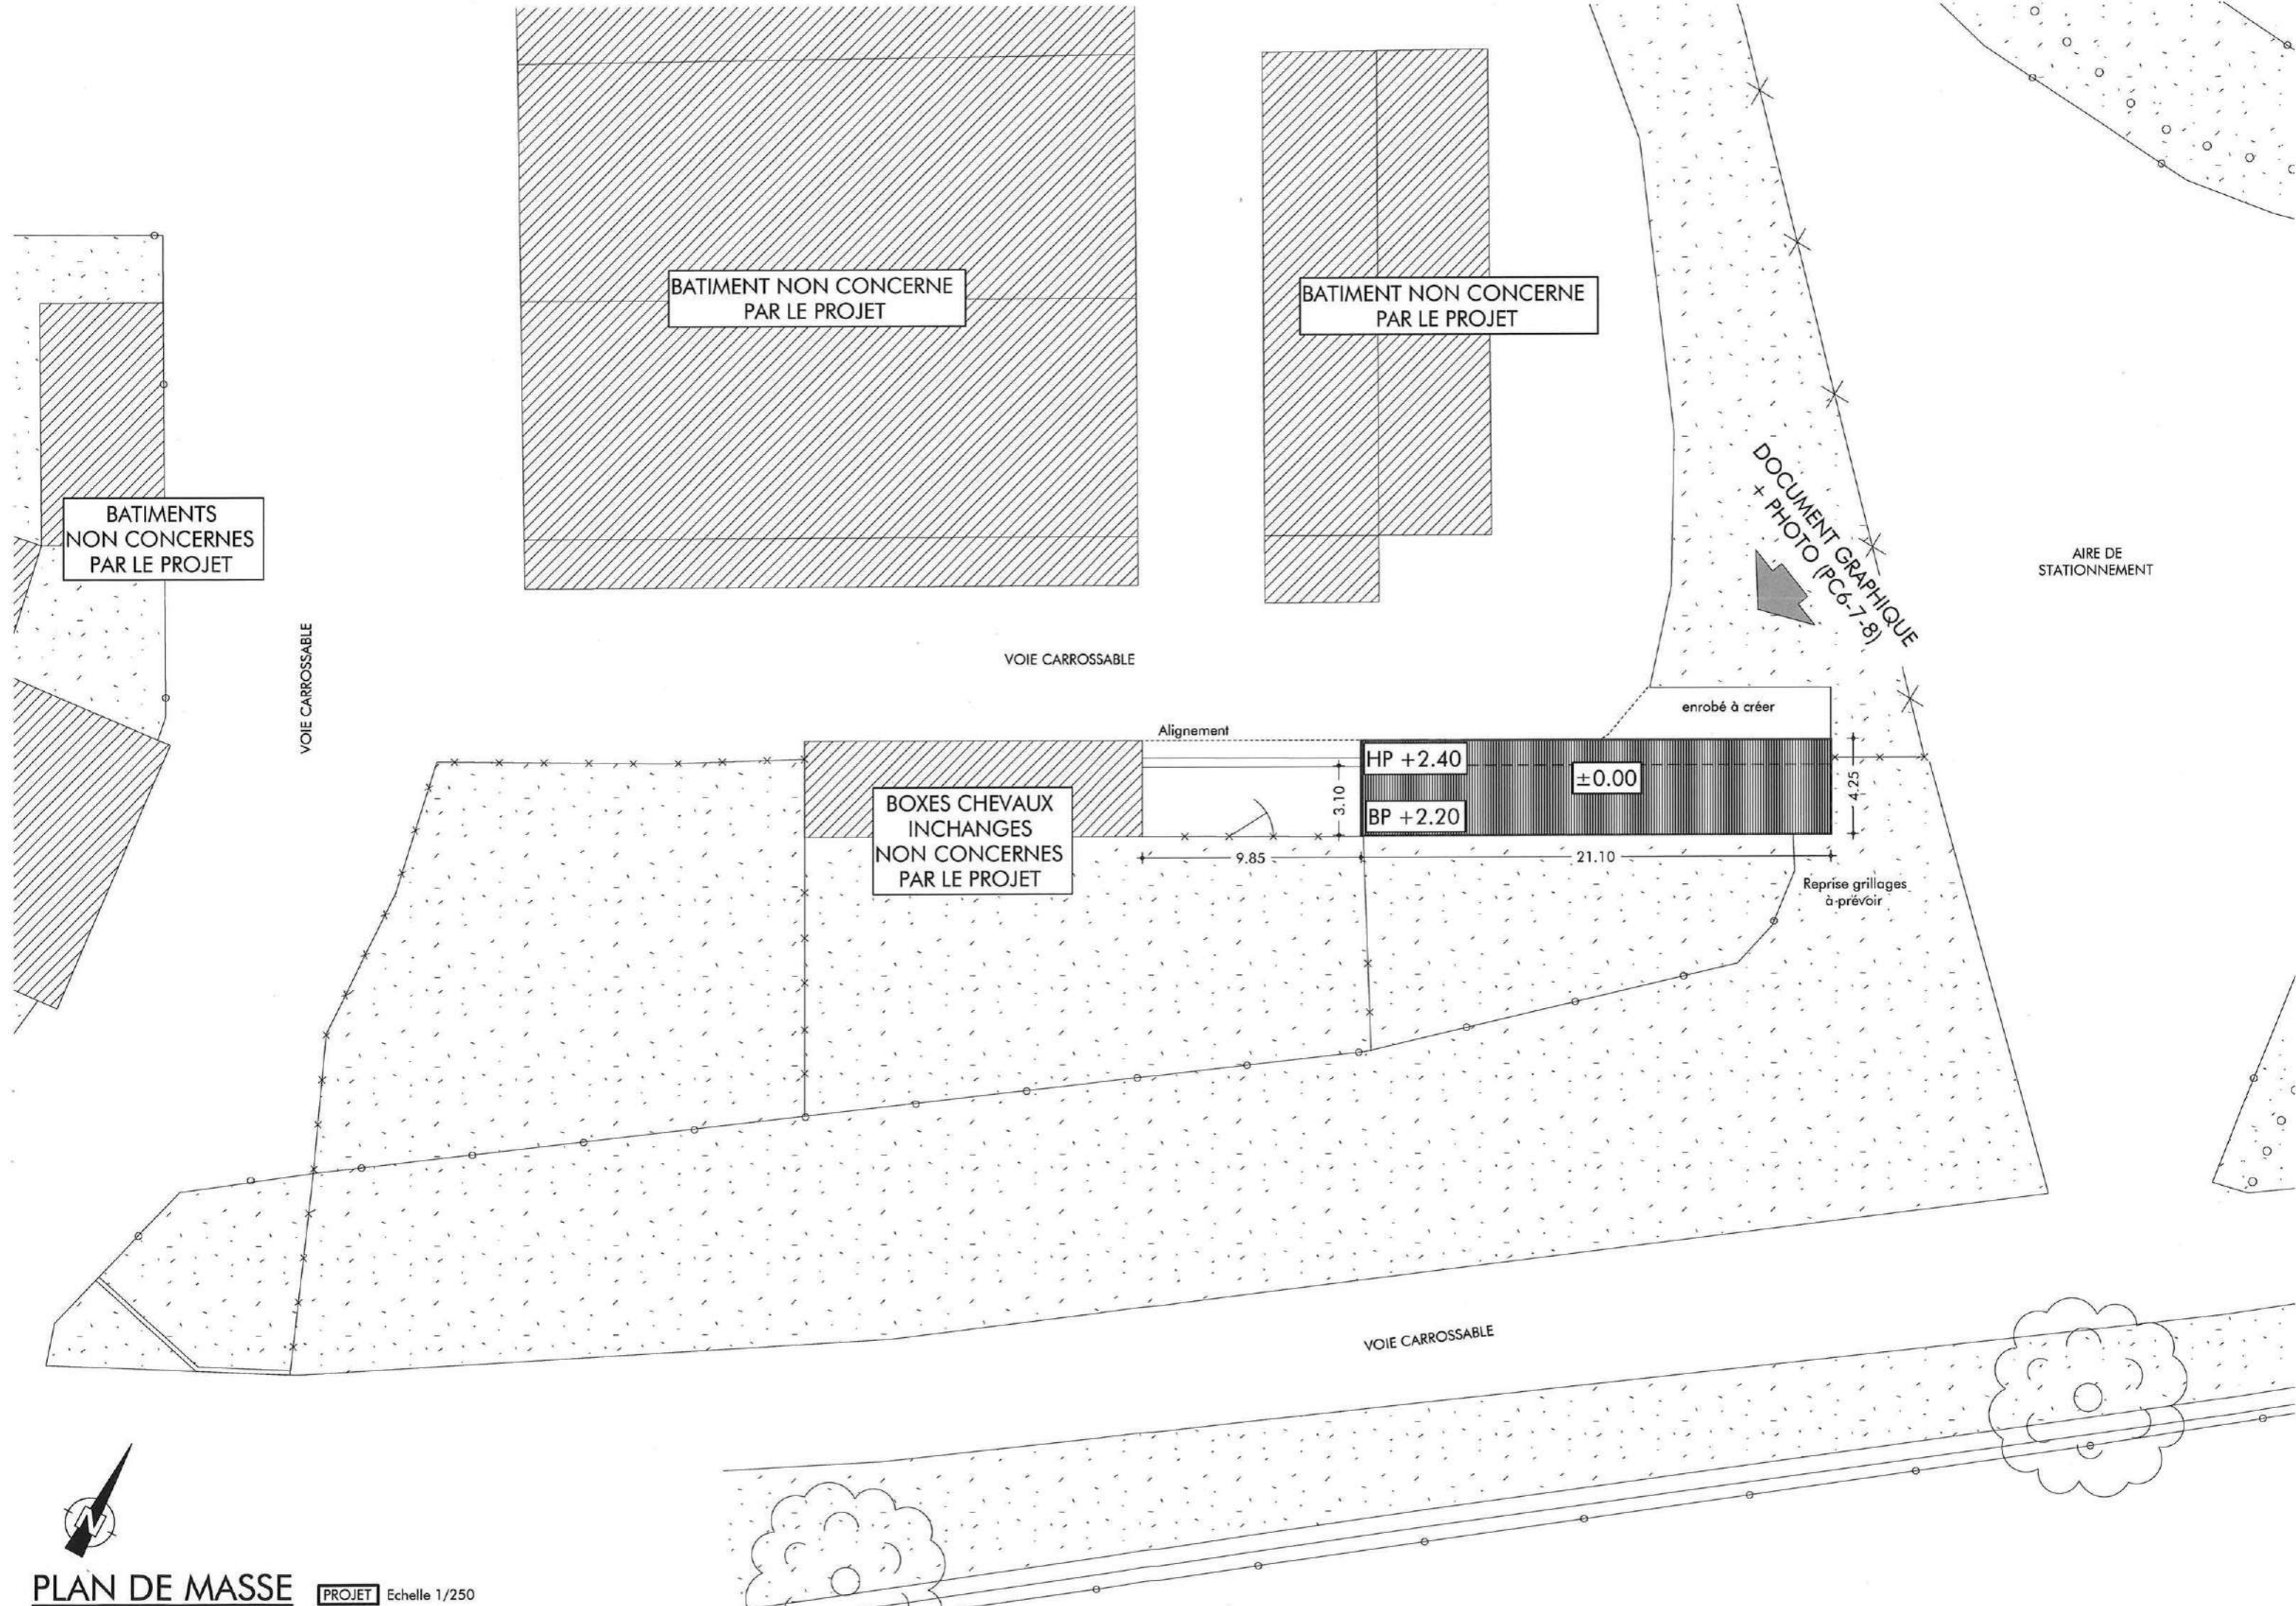 BATIMENT NON CONCERNE
PAR LE PROJET
BATIMENT NON CONCERNE
PAR LE PROJET
BATIMENTS
NON CONCERNES
PAR LE PROJET
DOCUMENT GRAPHIQUE
+ PHOTO (PC6-7-8)
AIRE DE
STATIONNEMENT
VOIE CARROSSABLE
VOIE CARROSSABLE
enrobé à créer
Alignement
HP +2.40
±0.00
BP +2.20
3.10
4.25
BOXES CHEVAUX
INCHANGES
NON CONCERNES
PAR LE PROJET
9.85
21.10
Reprise grillages
à prévoir
VOIE CARROSSABLE
N
PLAN DE MASSE
PROJET Echelle 1/250